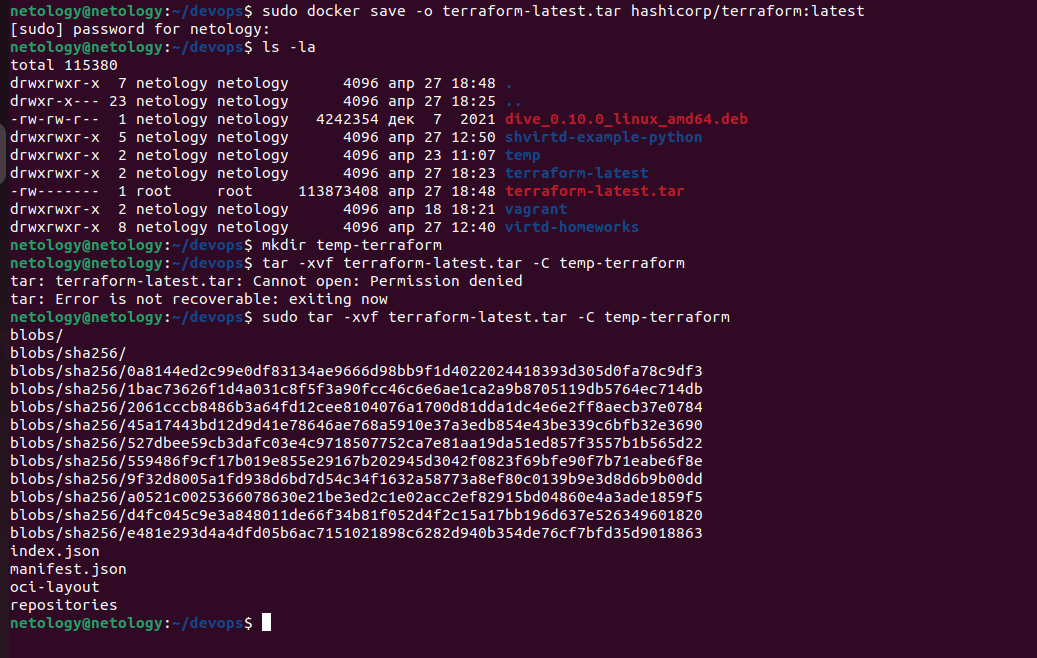 netology@netology:~/devops$ sudo docker save -o terraform-latest.tar hashicorp/terraform:latest
[sudo] password for netology:
netology@netology:~/devops$ ls -la
total 115380
drwxrwxr-x  7 netology netology      4096 апр 27 18:48 .
drwxr-x--- 23 netology netology      4096 апр 27 18:25 ..
-rw-rw-r--  1 netology netology   4242354 дек  7  2021 dive_0.10.0_linux_amd64.deb
drwxrwxr-x  5 netology netology      4096 апр 27 12:50 shvirtd-example-python
drwxrwxr-x  2 netology netology      4096 апр 23 11:07 temp
drwxrwxr-x  2 netology netology      4096 апр 27 18:23 terraform-latest
-rw-------  1 root     root     113873408 апр 27 18:48 terraform-latest.tar
drwxrwxr-x  2 netology netology      4096 апр 18 18:21 vagrant
drwxrwxr-x  8 netology netology      4096 апр 27 12:40 virtd-homeworks
netology@netology:~/devops$ mkdir temp-terraform
netology@netology:~/devops$ tar -xvf terraform-latest.tar -C temp-terraform
tar: terraform-latest.tar: Cannot open: Permission denied
tar: Error is not recoverable: exiting now
netology@netology:~/devops$ sudo tar -xvf terraform-latest.tar -C temp-terraform
blobs/
blobs/sha256/
blobs/sha256/0a8144ed2c99e0df83134ae9666d98bb9f1d4022024418393d305d0fa78c9df3
blobs/sha256/1bac73626f1d4a031c8f5f3a90fcc46c6e6ae1ca2a9b8705119db5764ec714db
blobs/sha256/2061cccb8486b3a64fd12cee8104076a1700d81dda1dc4e6e2ff8aecb37e0784
blobs/sha256/45a17443bd12d9d41e78646ae768a5910e37a3edb854e43be339c6bfb32e3690
blobs/sha256/527dbee59cb3dafc03e4c9718507752ca7e81aa19da51ed857f3557b1b565d22
blobs/sha256/559486f9cf17b019e855e29167b202945d3042f0823f69bfe90f7b71eabe6f8e
blobs/sha256/9f32d8005a1fd938d6bd7d54c34f1632a58773a8ef80c0139b9e3d8d6b9b00dd
blobs/sha256/a0521c0025366078630e21be3ed2c1e02acc2ef82915bd04860e4a3ade1859f5
blobs/sha256/d4fc045c9e3a848011de66f34b81f052d4f2c15a17bb196d637e526349601820
blobs/sha256/e481e293d4a4dfd05b6ac7151021898c6282d940b354de76cf7bfd35d9018863
index.json
manifest.json
oci-layout
repositories
netology@netology:~/devops$